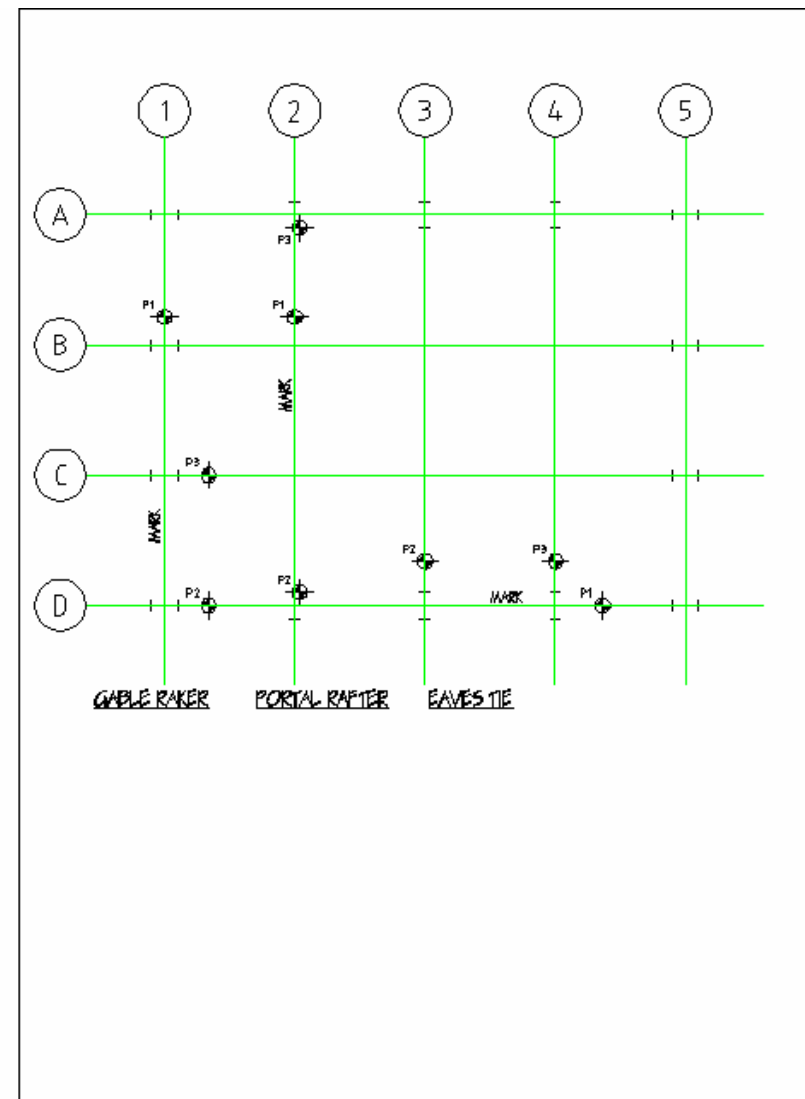 1 2 3 4 5
A
P3
P1 P1
B
MARK
P3
C
MARK
P2 P3
P2 P2 MARK P1
D
GABLE RAKER PORTAL RAFTER EAVES TIE